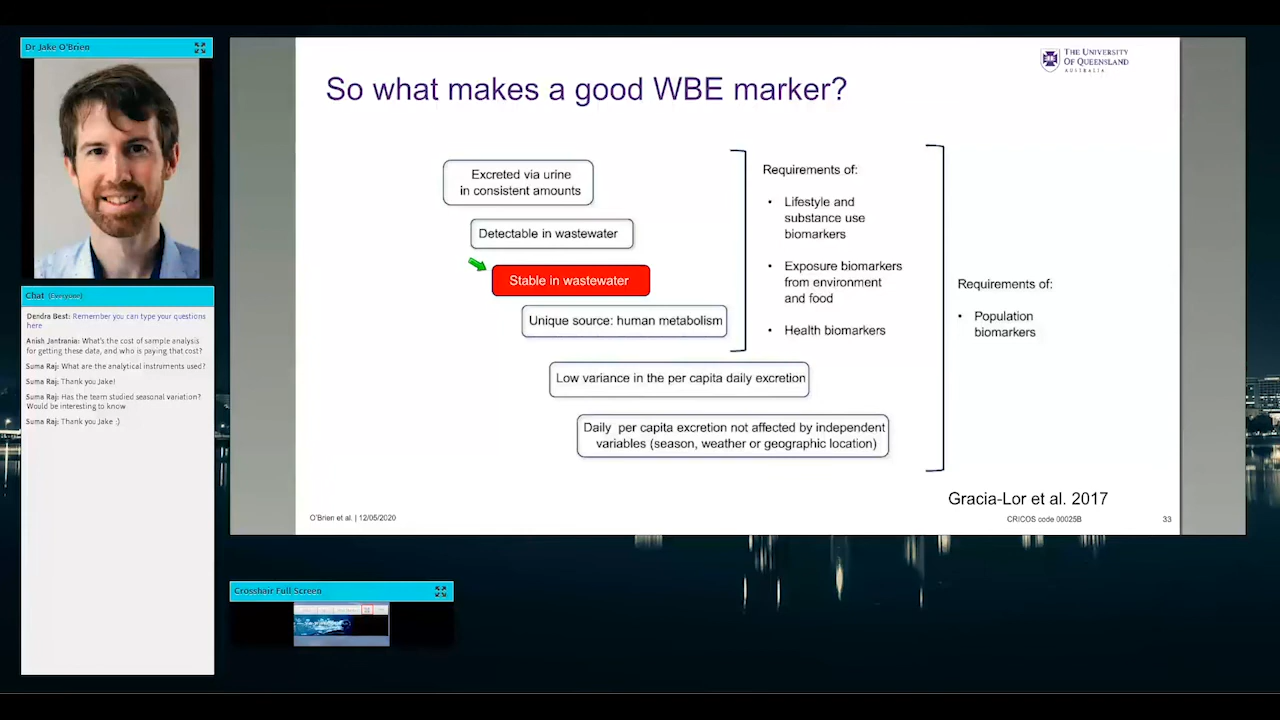 Dr Jake O'Brien
Chat (Everyone)
Dendra Best: Remember you can type your questions
here
Anish Jantrania: What's the cost of sample analysis
for getting these data, and who is paying that cost?
Suma Raj: What are the analytical instruments used?
Suma Raj: Thank you Jake!
Suma Raj: Has the team studied seasonal variation?
Would be interesting to know
Suma Raj: Thank you Jake :)
THE UNIVERSITY
OF QUEENSLAND
AUSTRALIA
So what makes a good WBE marker?
Excreted via urine
in consistent amounts
Detectable in wastewater
Stable in wastewater
Unique source: human metabolism
Low variance in the per capita daily excretion
Daily per capita excretion not affected by independent
variables (season, weather or geographic location)
Requirements of:
• Lifestyle and
substance use
biomarkers
• Exposure biomarkers
from environment
and food
• Health biomarkers
Requirements of:
• Population
biomarkers
Gracia-Lor et al. 2017
O'Brien et al. | 12/05/2020
CRICOS code 00025B
33
Crosshair Full Screen